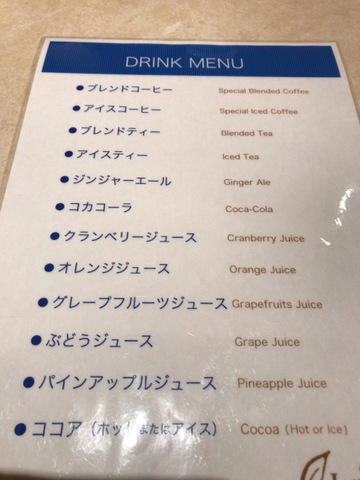 DRINK MENU
● ブレンドコーヒー Special Blended Coffee
● アイスコーヒー Special Iced Coffee
● ブレンドティー Blended Tea
● アイスティー Iced Tea
● ジンジャーエール Ginger Ale
● コカコーラ Coca-Cola
● クランベリージュース Cranberry Juice
● オレンジジュース Orange Juice
● グレープフルーツジュース Grapefruits Juice
● ぶどうジュース Grape Juice
● パインアップルジュース Pineapple Juice
● ココア（ホットまたはアイス） Cocoa (Hot or Ice)